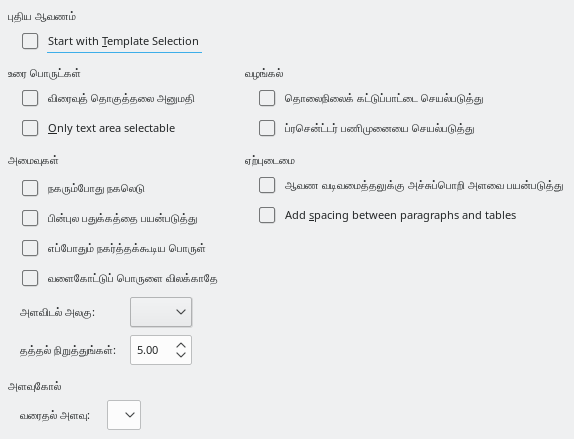 புதிய ஆவணம்
Start with Template Selection
உரை பொருட்கள்
விரைவுத் தொகுத்தலை அனுமதி
Only text area selectable
அமைவுகள்
நகரும்போது நகலெடு
பின்புல பதுக்கத்தை பயன்படுத்து
எப்போதும் நகர்த்தக்கூடிய பொருள்
வளைகோட்டுப் பொருளை விலக்காதே
அளவிடல் அலகு:
தத்தல் நிறுத்துங்கள்:
5.00
அளவுகோல்
வரைதல் அளவு:
வழங்கல்
தொலைநிலைக் கட்டுப்பாட்டை செயல்படுத்து
ப்ரசென்ட்டர் பணிமுனையை செயல்படுத்து
ஏற்புடைமை
ஆவண வடிவமைத்தலுக்கு அச்சுப்பொறி அளவை பயன்படுத்து
Add spacing between paragraphs and tables